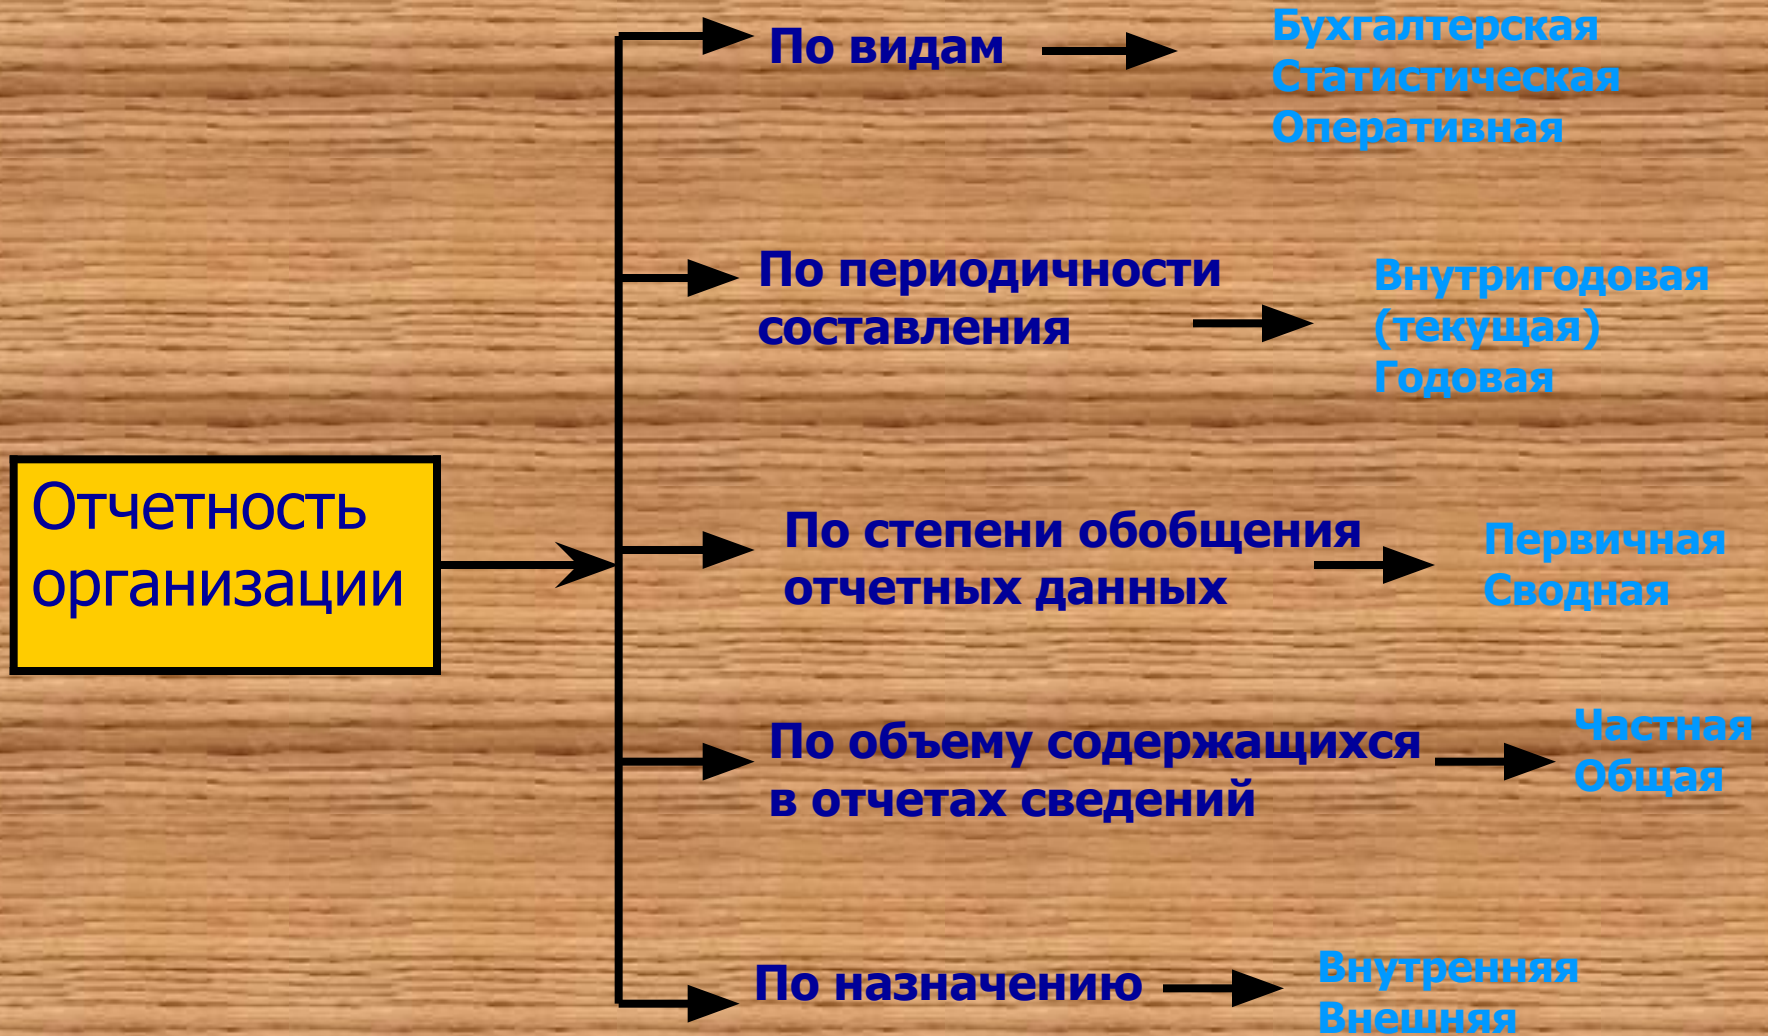 Отчетность
организации
По видам
Бухгалтерская
Статистическая
Оперативная
По периодичности
составления
Внутригодовая
(текущая)
Годовая
По степени обобщения
отчетных данных
Первичная
Сводная
По объему содержащихся
в отчетах сведений
Частная
Общая
По назначению
Внутренняя
Внешняя